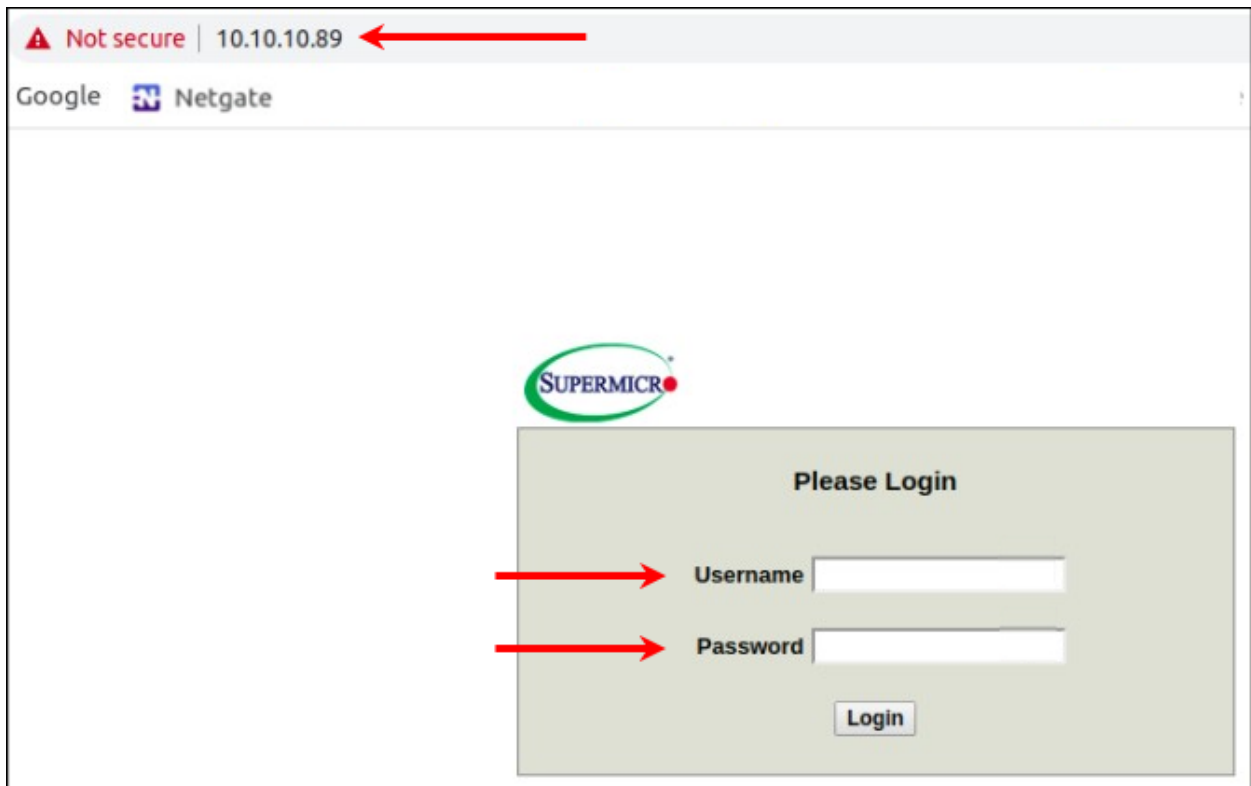 Not secure | 10.10.10.89
Google Netgate
SUPERMICRO
Please Login
Username
Password
Login